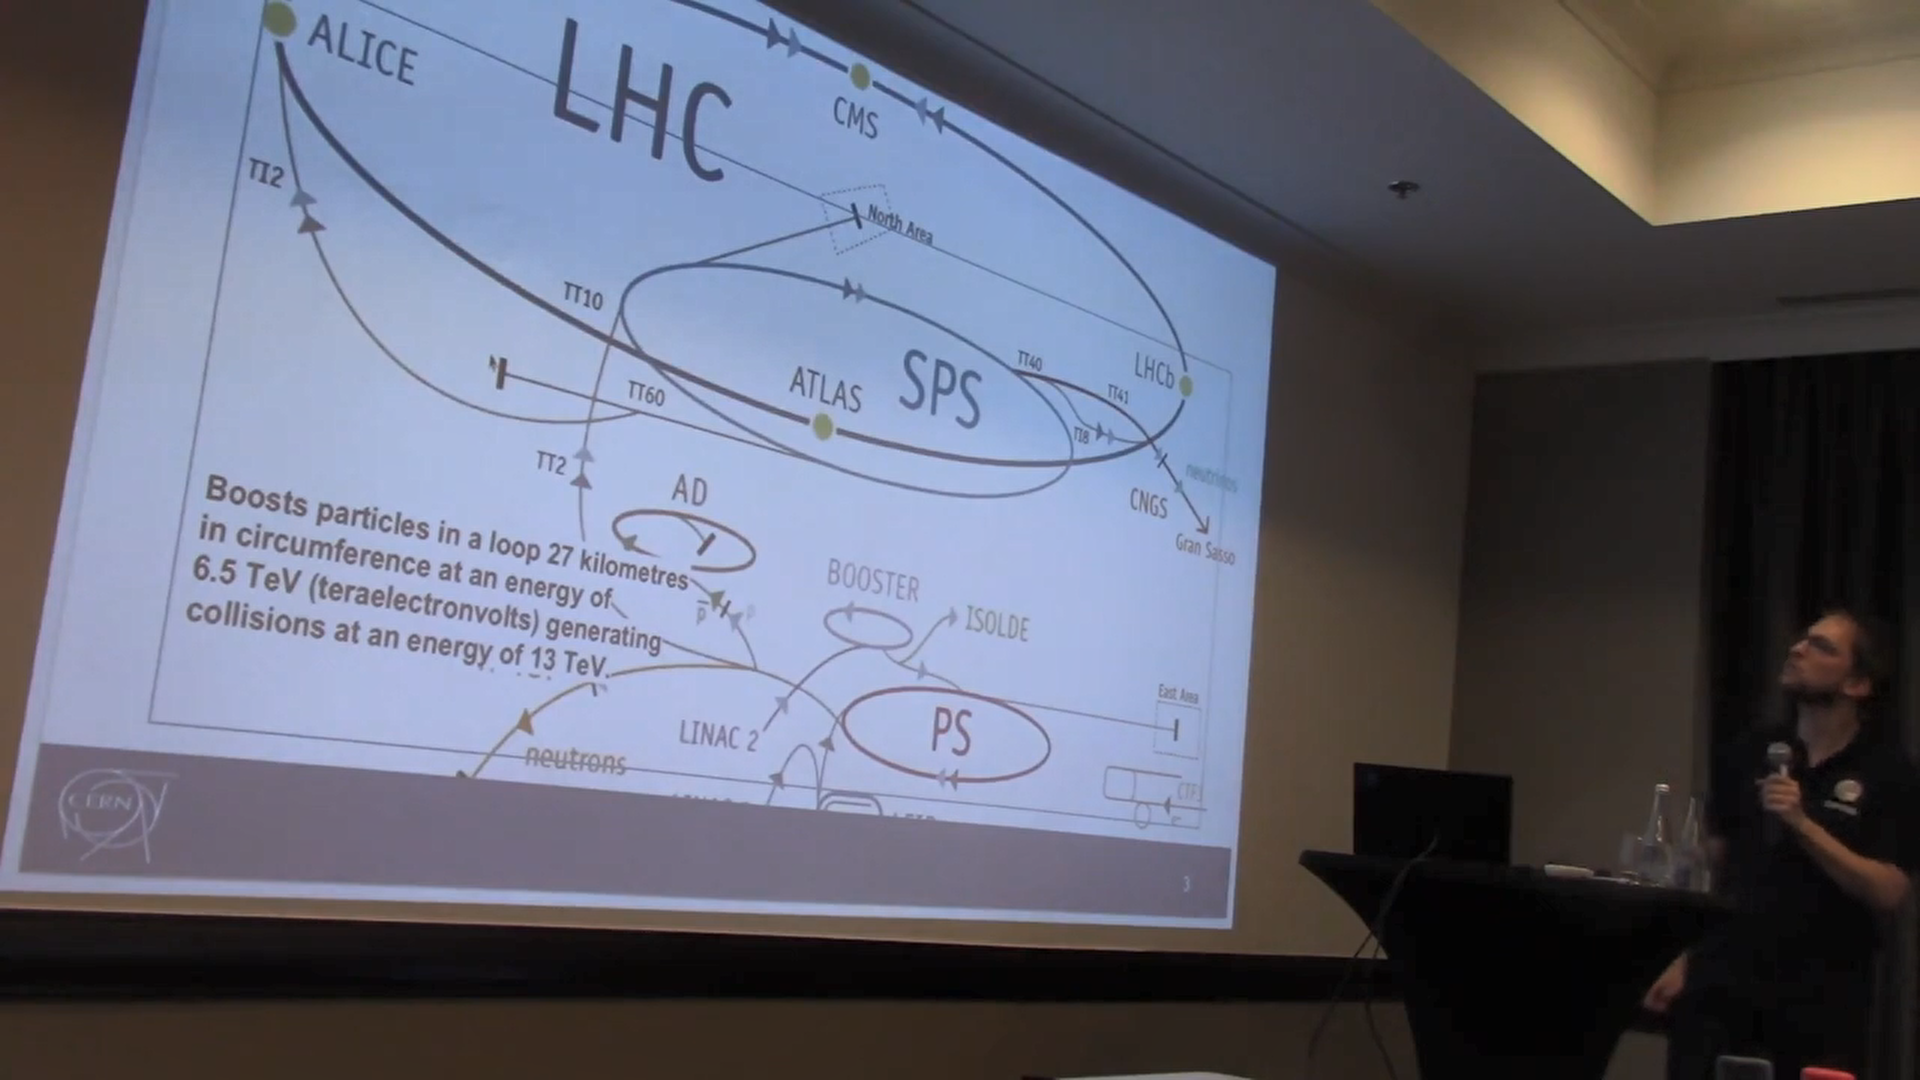 ALICE
LHC
CMS
TI2
North Area
TT10
TT40
LHCb
ATLAS
SPS
TT41
TT60
TI8
neutrinos
TT2
AD
CNGS
Gran Sasso
Boosts particles in a loop 27 kilometres
in circumference at an energy of
6.5 TeV (teraelectronvolts) generating
collisions at an energy of 13 TeV.
BOOSTER
p
p
ISOLDE
East Area
LINAC 2
PS
neutrons
CERN
3